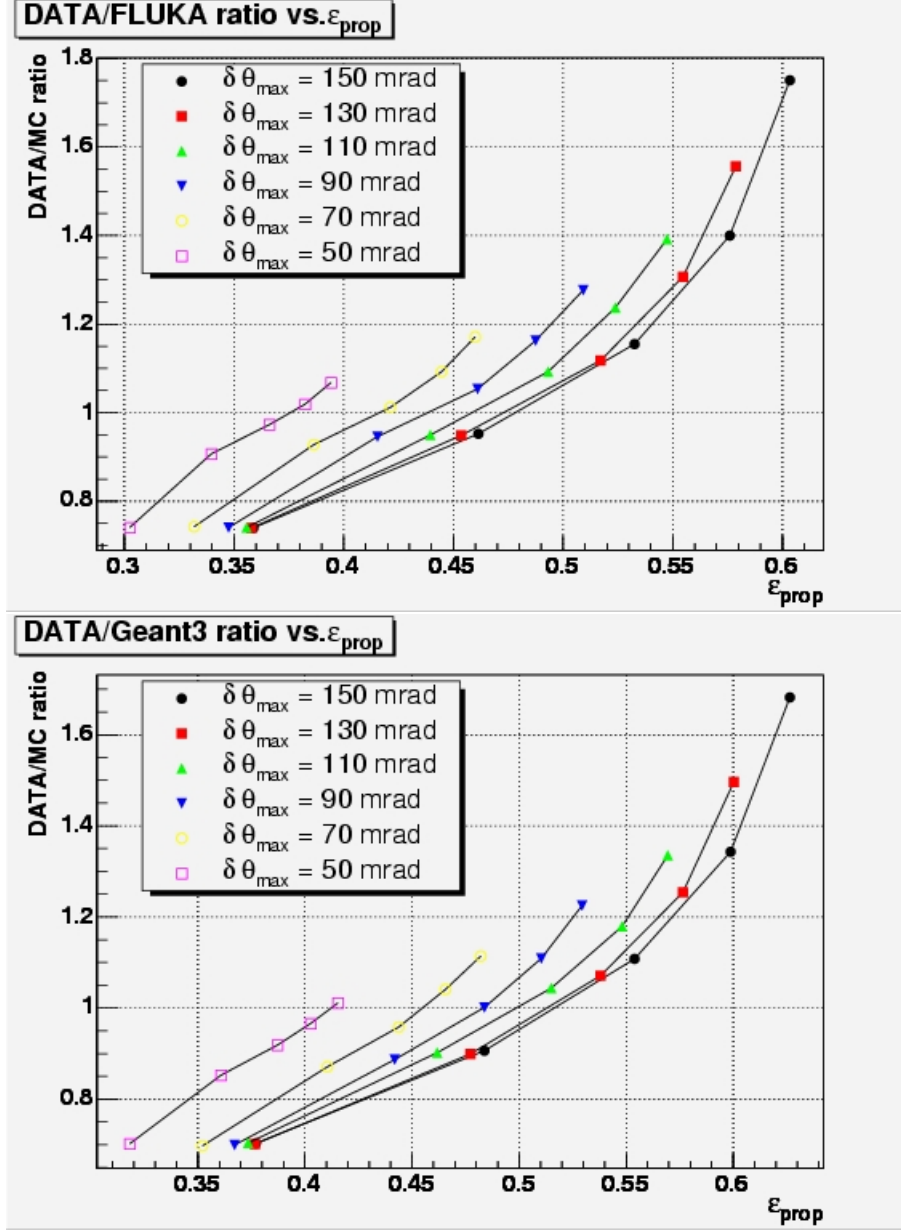 DATA/FLUKA ratio vs.εprop
DATA/MC ratio
1.8
1.6
1.4
1.2
1
0.8
δ θmax = 150 mrad
δ θmax = 130 mrad
δ θmax = 110 mrad
δ θmax = 90 mrad
δ θmax = 70 mrad
δ θmax = 50 mrad
0.3 0.35 0.4 0.45 0.5 0.55 0.6
εprop
DATA/Geant3 ratio vs.εprop
DATA/MC ratio
1.6
1.4
1.2
1
0.8
δ θmax = 150 mrad
δ θmax = 130 mrad
δ θmax = 110 mrad
δ θmax = 90 mrad
δ θmax = 70 mrad
δ θmax = 50 mrad
0.35 0.4 0.45 0.5 0.55 0.6
εprop